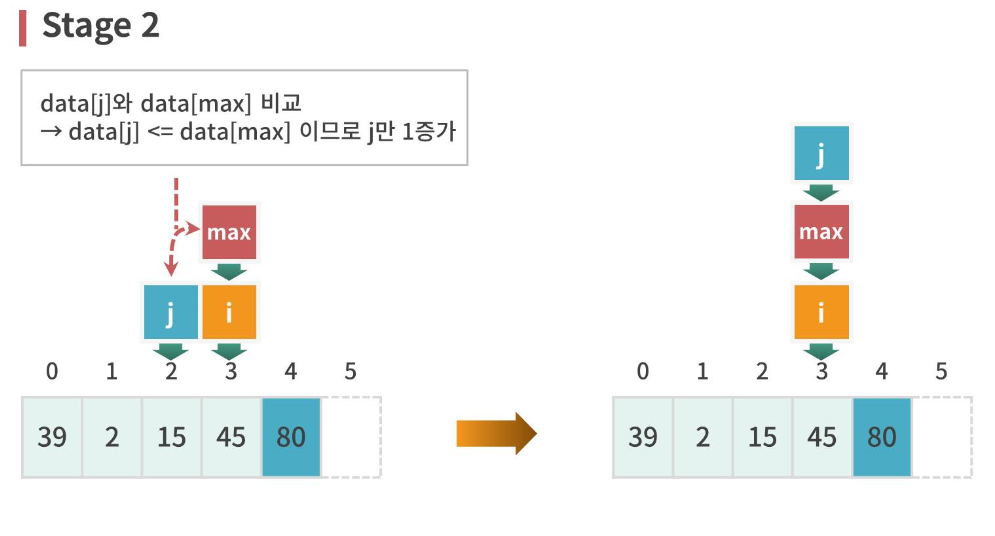 Stage 2
data[j]와 data[max] 비교
→ data[j] <= data[max] 이므로 j만 1증가
j
max
max
j i
i
0 1 2 3 4 5
0 1 2 3 4 5
39 2 15 45 80
39 2 15 45 80